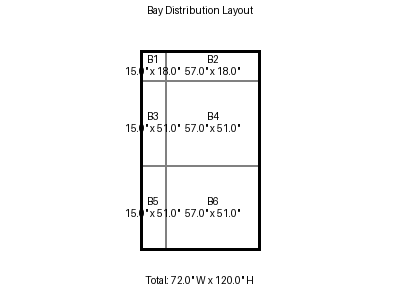 Bay Distribution Layout
B1 B2
15.0" x 18.0" 57.0" x 18.0"
B3 B4
15.0" x 51.0" 57.0" x 51.0"
B5 B6
15.0" x 51.0" 57.0" x 51.0"
Total: 72.0" W x 120.0" H